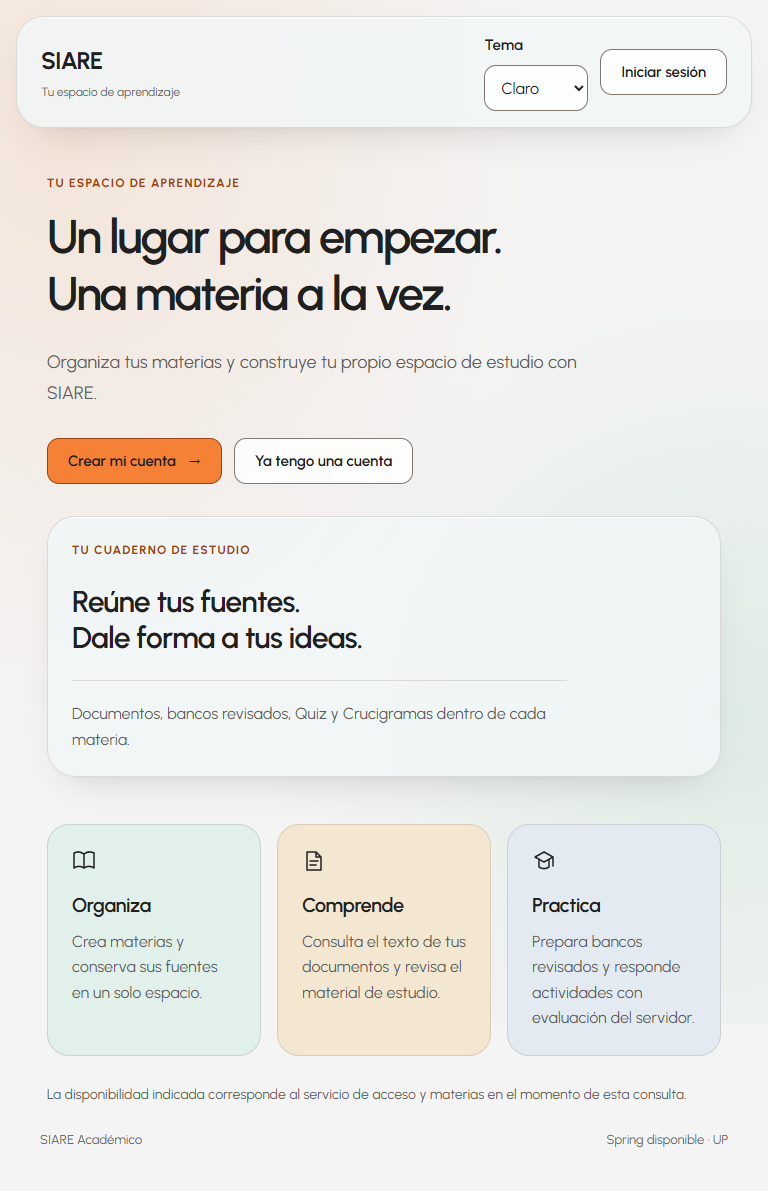 SIARE
Tu espacio de aprendizaje
Tema
Claro
Iniciar sesión
TU ESPACIO DE APRENDIZAJE
Un lugar para empezar.
Una materia a la vez.
Organiza tus materias y construye tu propio espacio de estudio con
SIARE.
Crear mi cuenta →
Ya tengo una cuenta
TU CUADERNO DE ESTUDIO
Reúne tus fuentes.
Dale forma a tus ideas.
Documentos, bancos revisados, Quiz y Crucigramas dentro de cada
materia.
Organiza
Crea materias y
conserva sus fuentes
en un solo espacio.
Comprende
Consulta el texto de tus
documentos y revisa el
material de estudio.
Practica
Prepara bancos
revisados y responde
actividades con
evaluación del servidor.
La disponibilidad indicada corresponde al servicio de acceso y materias en el momento de esta consulta.
SIARE Académico
Spring disponible · UP